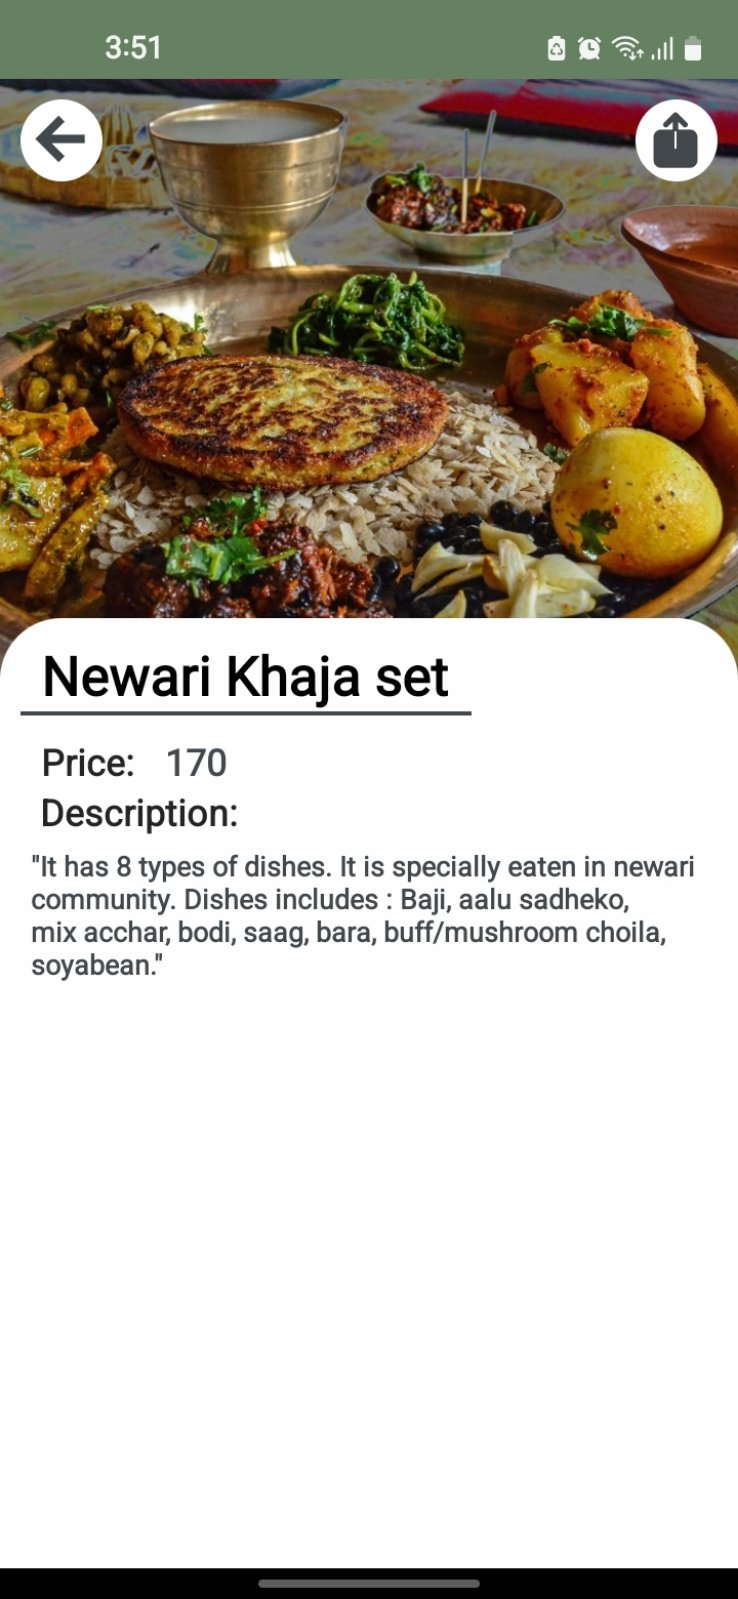 3:51
Newari Khaja set
Price: 170
Description:
"It has 8 types of dishes. It is specially eaten in newari
community. Dishes includes : Baji, aalu sadheko,
mix acchar, bodi, saag, bara, buff/mushroom choila,
soyabean."